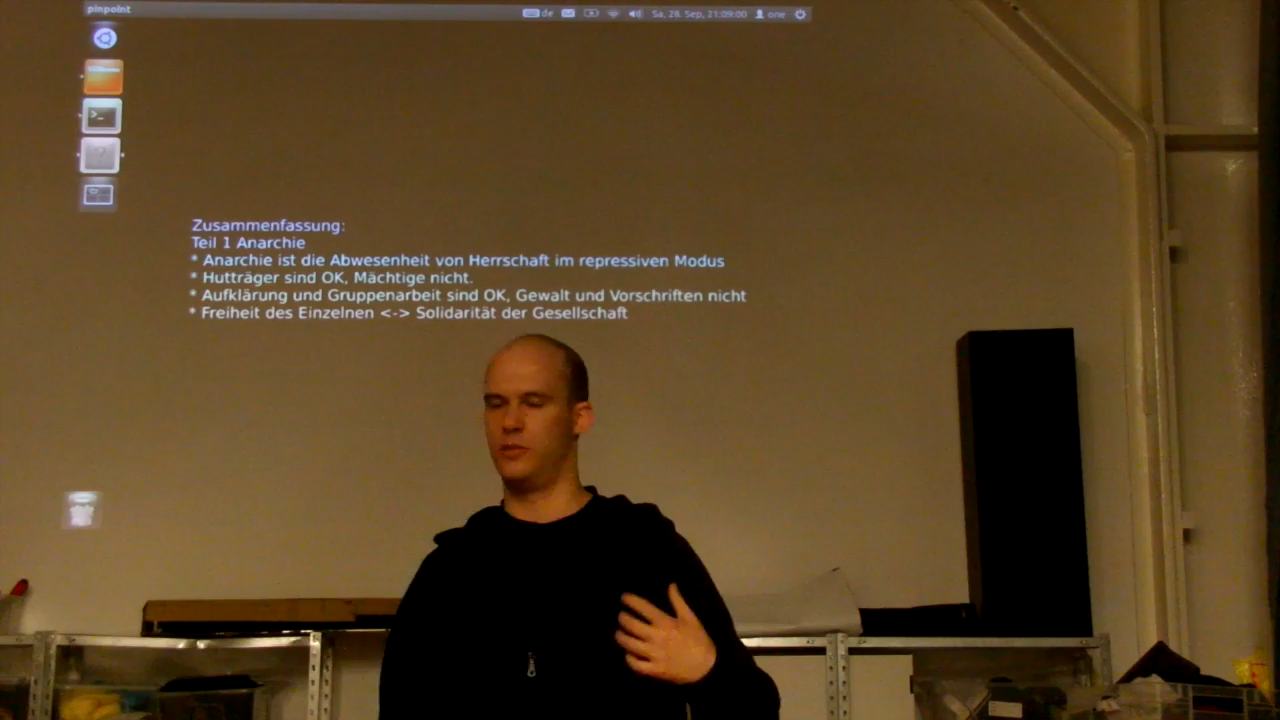 pinpoint
de Sa, 28. Sep, 21:09:00 one
Zusammenfassung:
Teil 1 Anarchie
* Anarchie ist die Abwesenheit von Herrschaft im repressiven Modus
* Hutträger sind OK, Mächtige nicht.
* Aufklärung und Gruppenarbeit sind OK, Gewalt und Vorschriften nicht
* Freiheit des Einzelnen <-> Solidarität der Gesellschaft